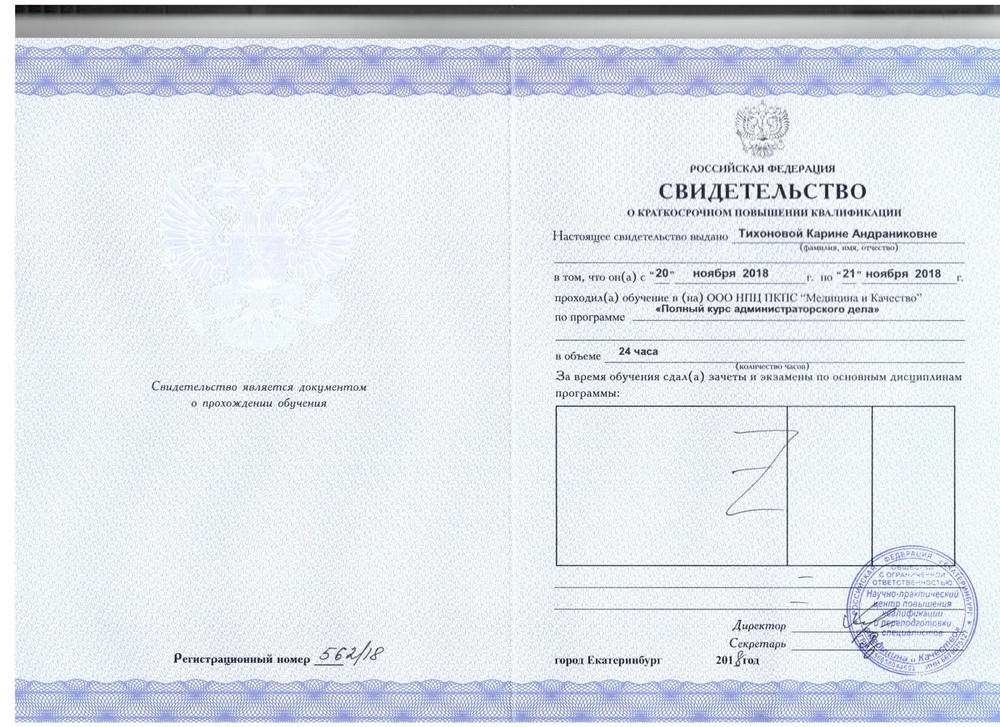 Свидетельство является документом
о прохождении обучения
Регистрационный номер 562/18
РОССИЙСКАЯ ФЕДЕРАЦИЯ
СВИДЕТЕЛЬСТВО
О КРАТКОСРОЧНОМ ПОВЫШЕНИИ КВАЛИФИКАЦИИ
Настоящее свидетельство выдано Тихоновой Карине Андраниковне
(фамилия, имя, отчество)
в том, что он(а) с "20" ноября 2018 г. по "21" ноября 2018 г.
проходил(а) обучение в (на) ООО НПЦ ПКПС "Медицина и Качество"
по программе «Полный курс администраторского дела»
в объеме 24 часа
(количество часов)
За время обучения сдал(а) зачеты и экзамены по основным дисциплинам
программы:
Z
Директор
Секретарь
город Екатеринбург 2018 год
РОССИЙСКАЯ ФЕДЕРАЦИЯ г. ЕКАТЕРИНБУРГ
ОБЩЕСТВО
С ОГРАНИЧЕННОЙ
ОТВЕТСТВЕННОСТЬЮ
Научно-практический
центр повышения
квалификации
и переподготовки
специалистов
Медицина и Качество